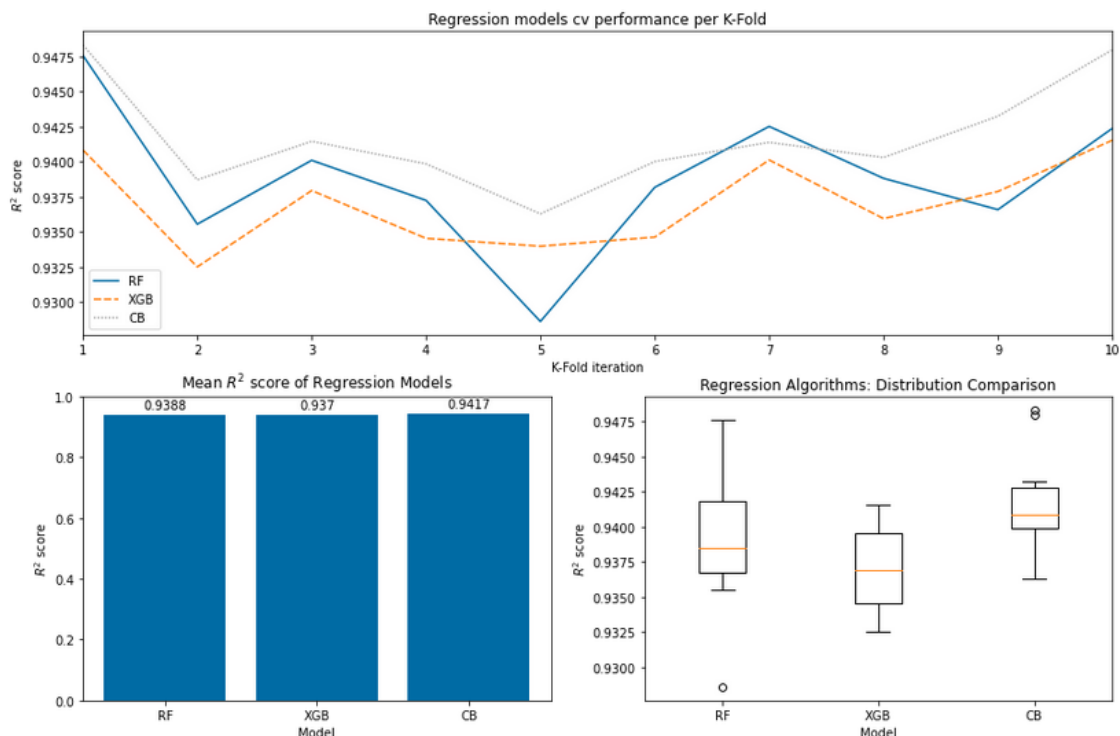 Regression models cv performance per K-Fold
0.9475
0.9450
0.9425
0.9400
0.9375
0.9350
0.9325
0.9300
R² score
RF
XGB
CB
1 2 3 4 5 6 7 8 9 10
K-Fold iteration
Mean R² score of Regression Models
1.0
0.8
0.6
0.4
0.2
0.0
R² score
0.9388 0.937 0.9417
RF XGB CB
Model
Regression Algorithms: Distribution Comparison
0.9475
0.9450
0.9425
0.9400
0.9375
0.9350
0.9325
0.9300
R² score
RF XGB CB
Model